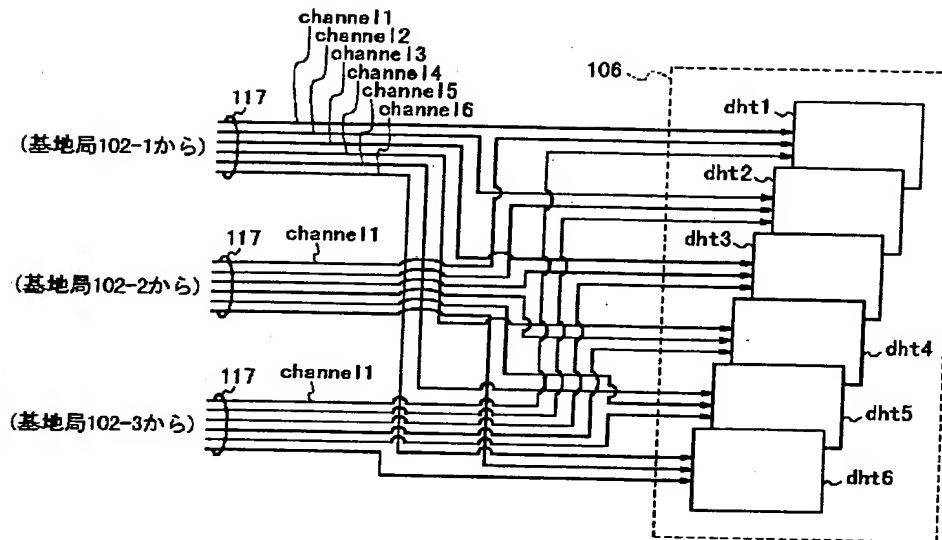 channel1
channel2
channel3
channel4
channel5
channel6
117
(基地局102-1から)
106
dht1
dht2
117
channel1
(基地局102-2から)
dht3
dht4
117
channel1
(基地局102-3から)
dht5
dht6